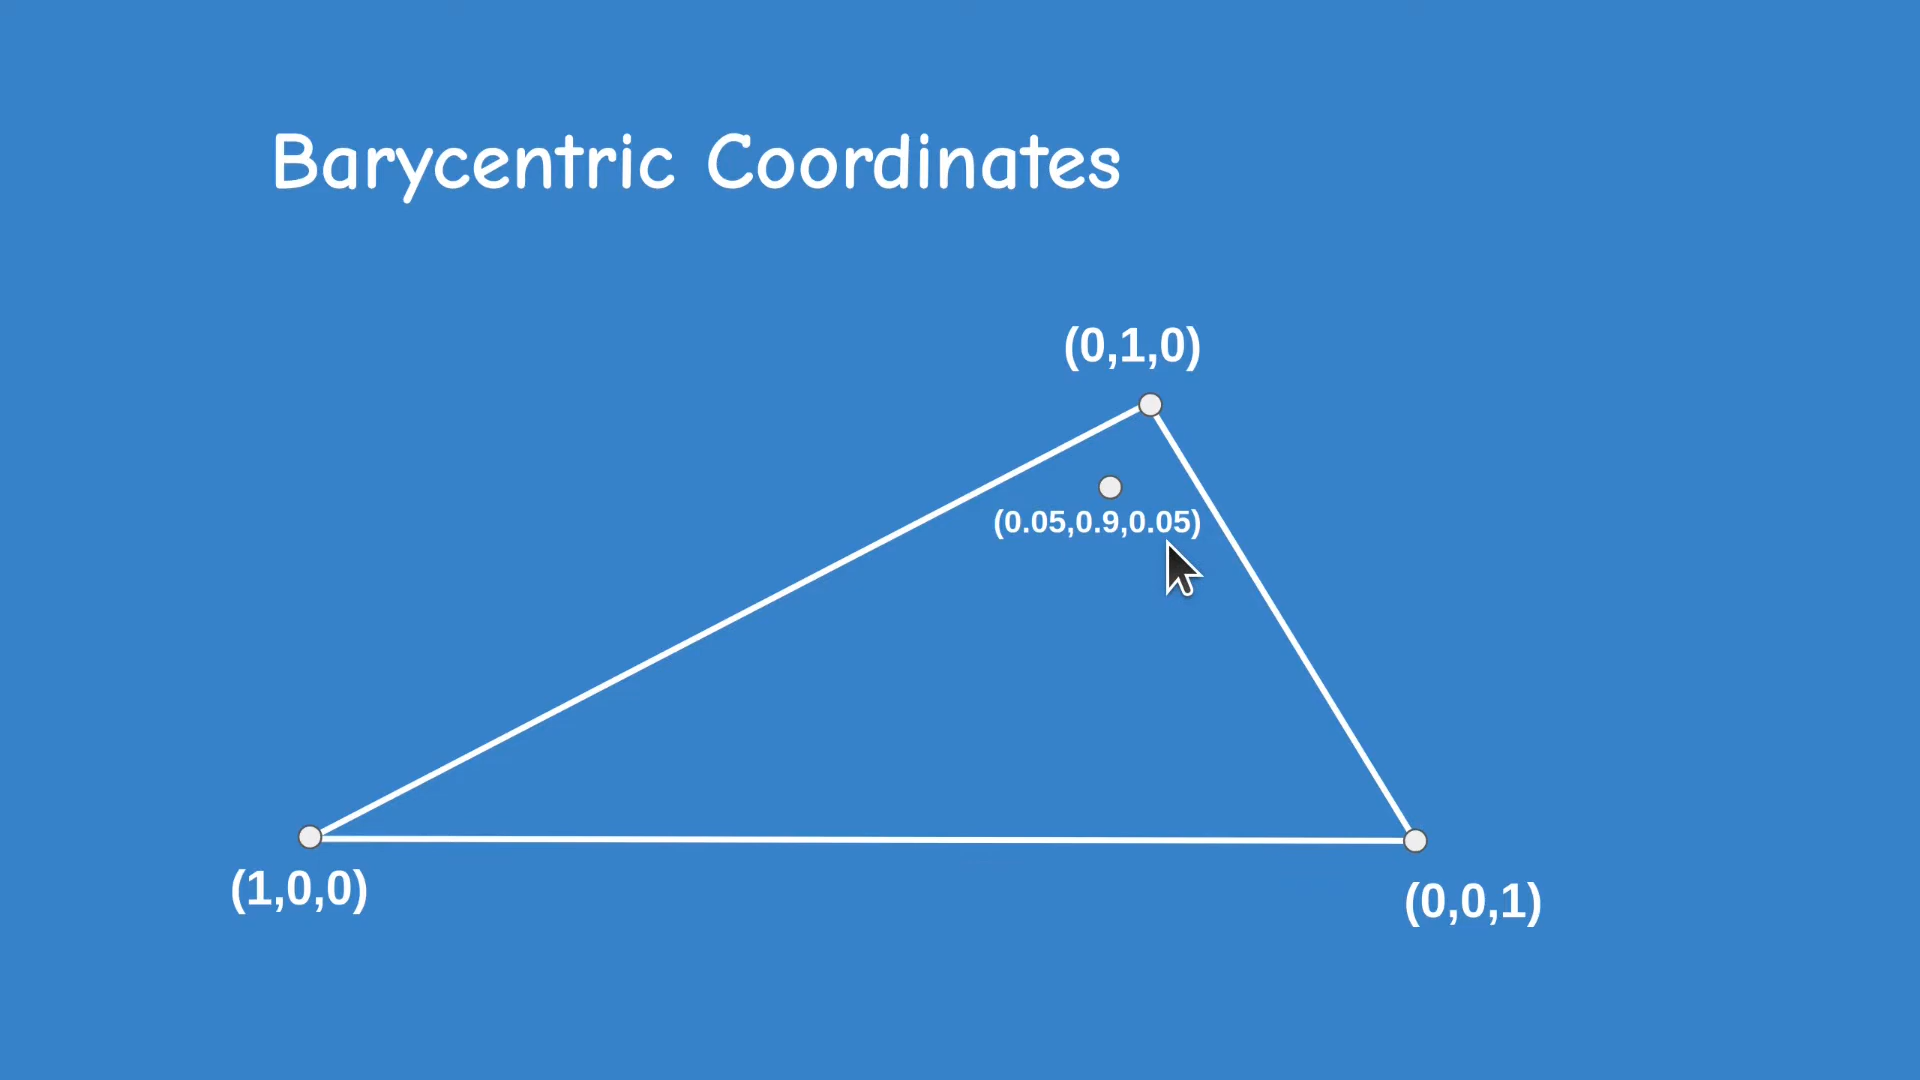 Barycentric Coordinates
(0,1,0)
(0.05,0.9,0.05)
(1,0,0)
(0,0,1)